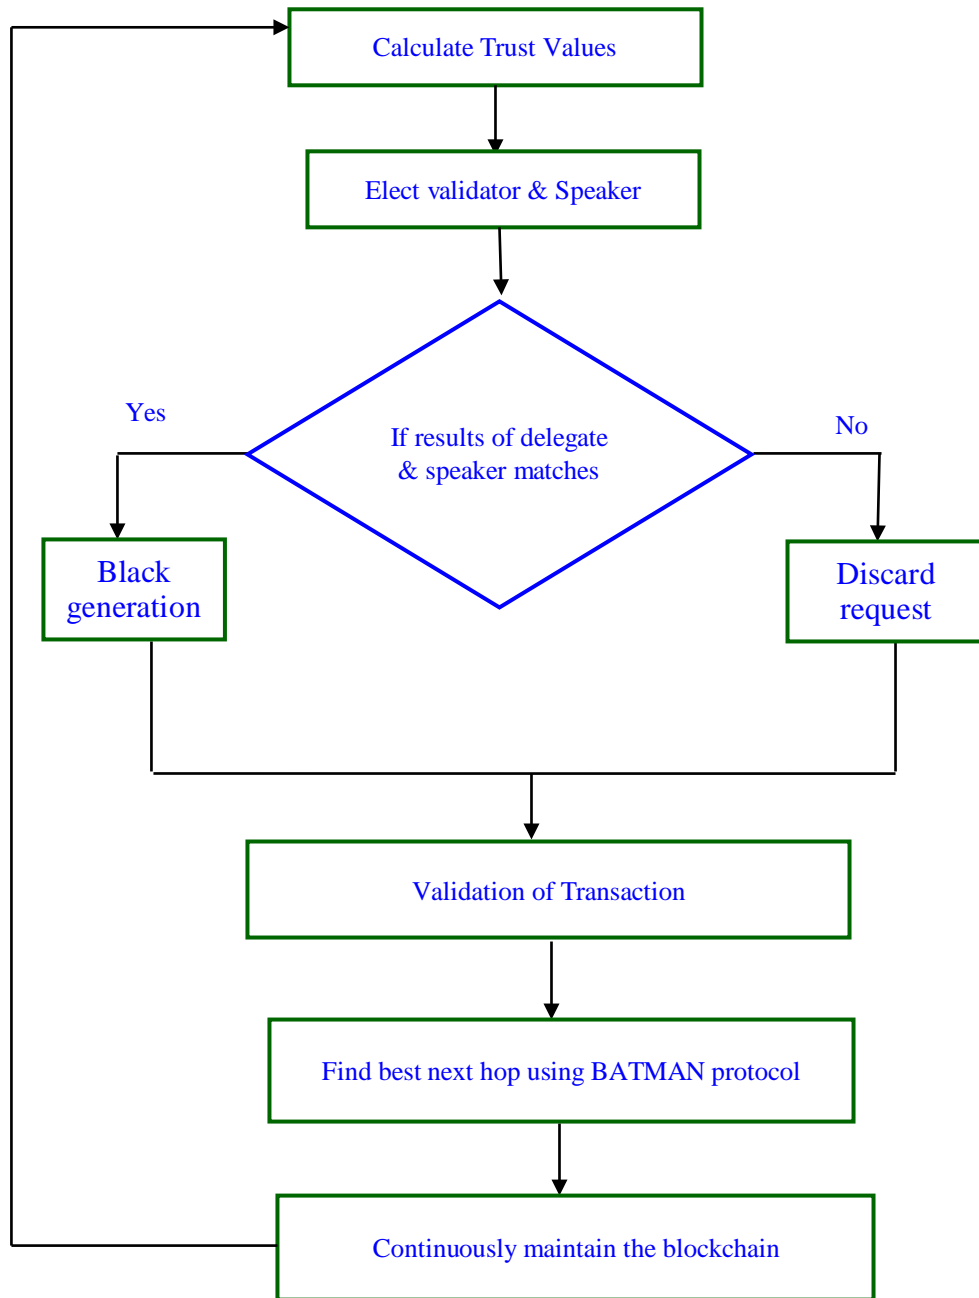 Calculate Trust Values
Elect validator & Speaker
Yes
No
If results of delegate
& speaker matches
Black
generation
Discard
request
Validation of Transaction
Find best next hop using BATMAN protocol
Continuously maintain the blockchain